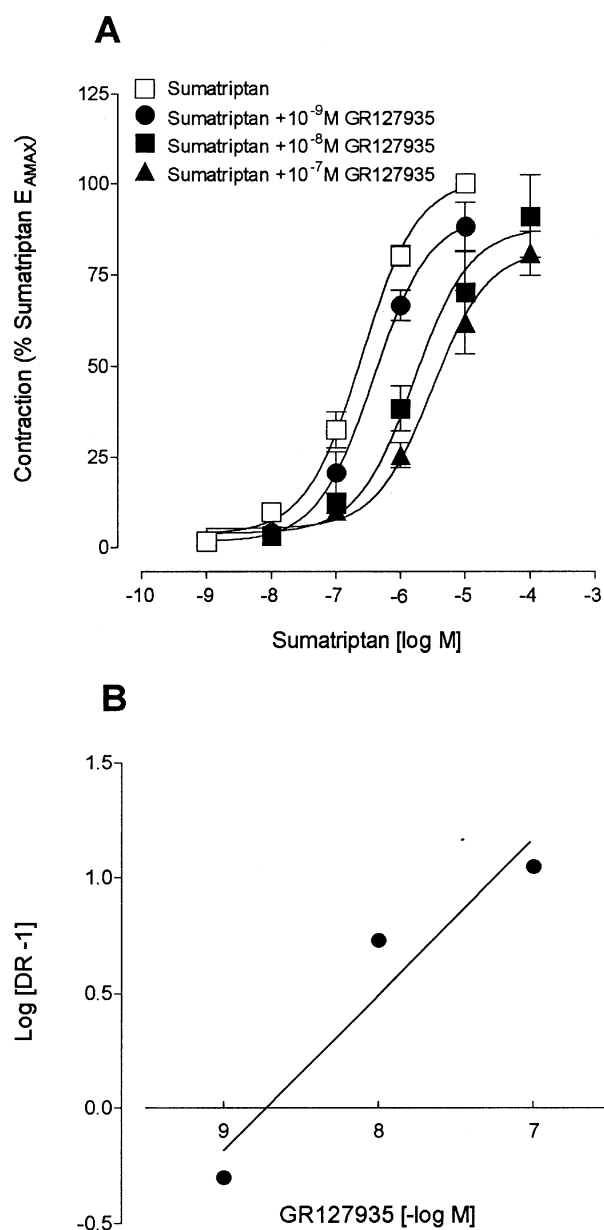 A
Sumatriptan
Sumatriptan +10⁻⁹M GR127935
Sumatriptan +10⁻⁸M GR127935
Sumatriptan +10⁻⁷M GR127935
Contraction (% Sumatriptan E_AMAX)
125
100
75
50
25
0
-10 -9 -8 -7 -6 -5 -4 -3
Sumatriptan [log M]
B
Log [DR -1]
1.5
1.0
0.5
0.0
-0.5
9 8 7
GR127935 [-log M]